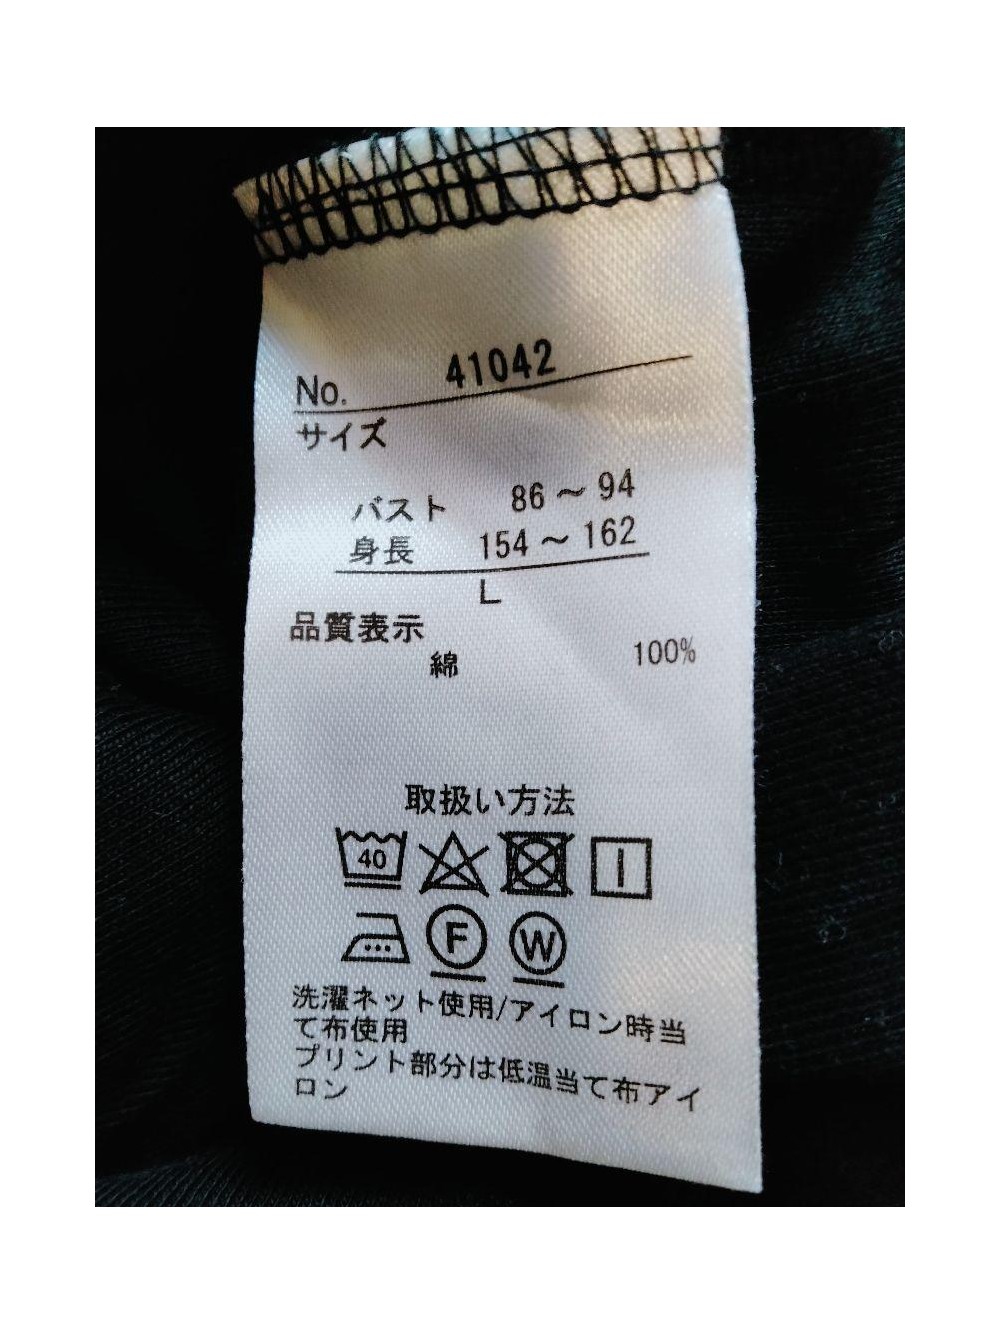 No. 41042
サイズ
バスト 86～94
身長 154～162
L
品質表示
綿 100%
取扱い方法
40
F W
洗濯ネット使用/アイロン時当
て布使用
プリント部分は低温当て布アイ
ロン